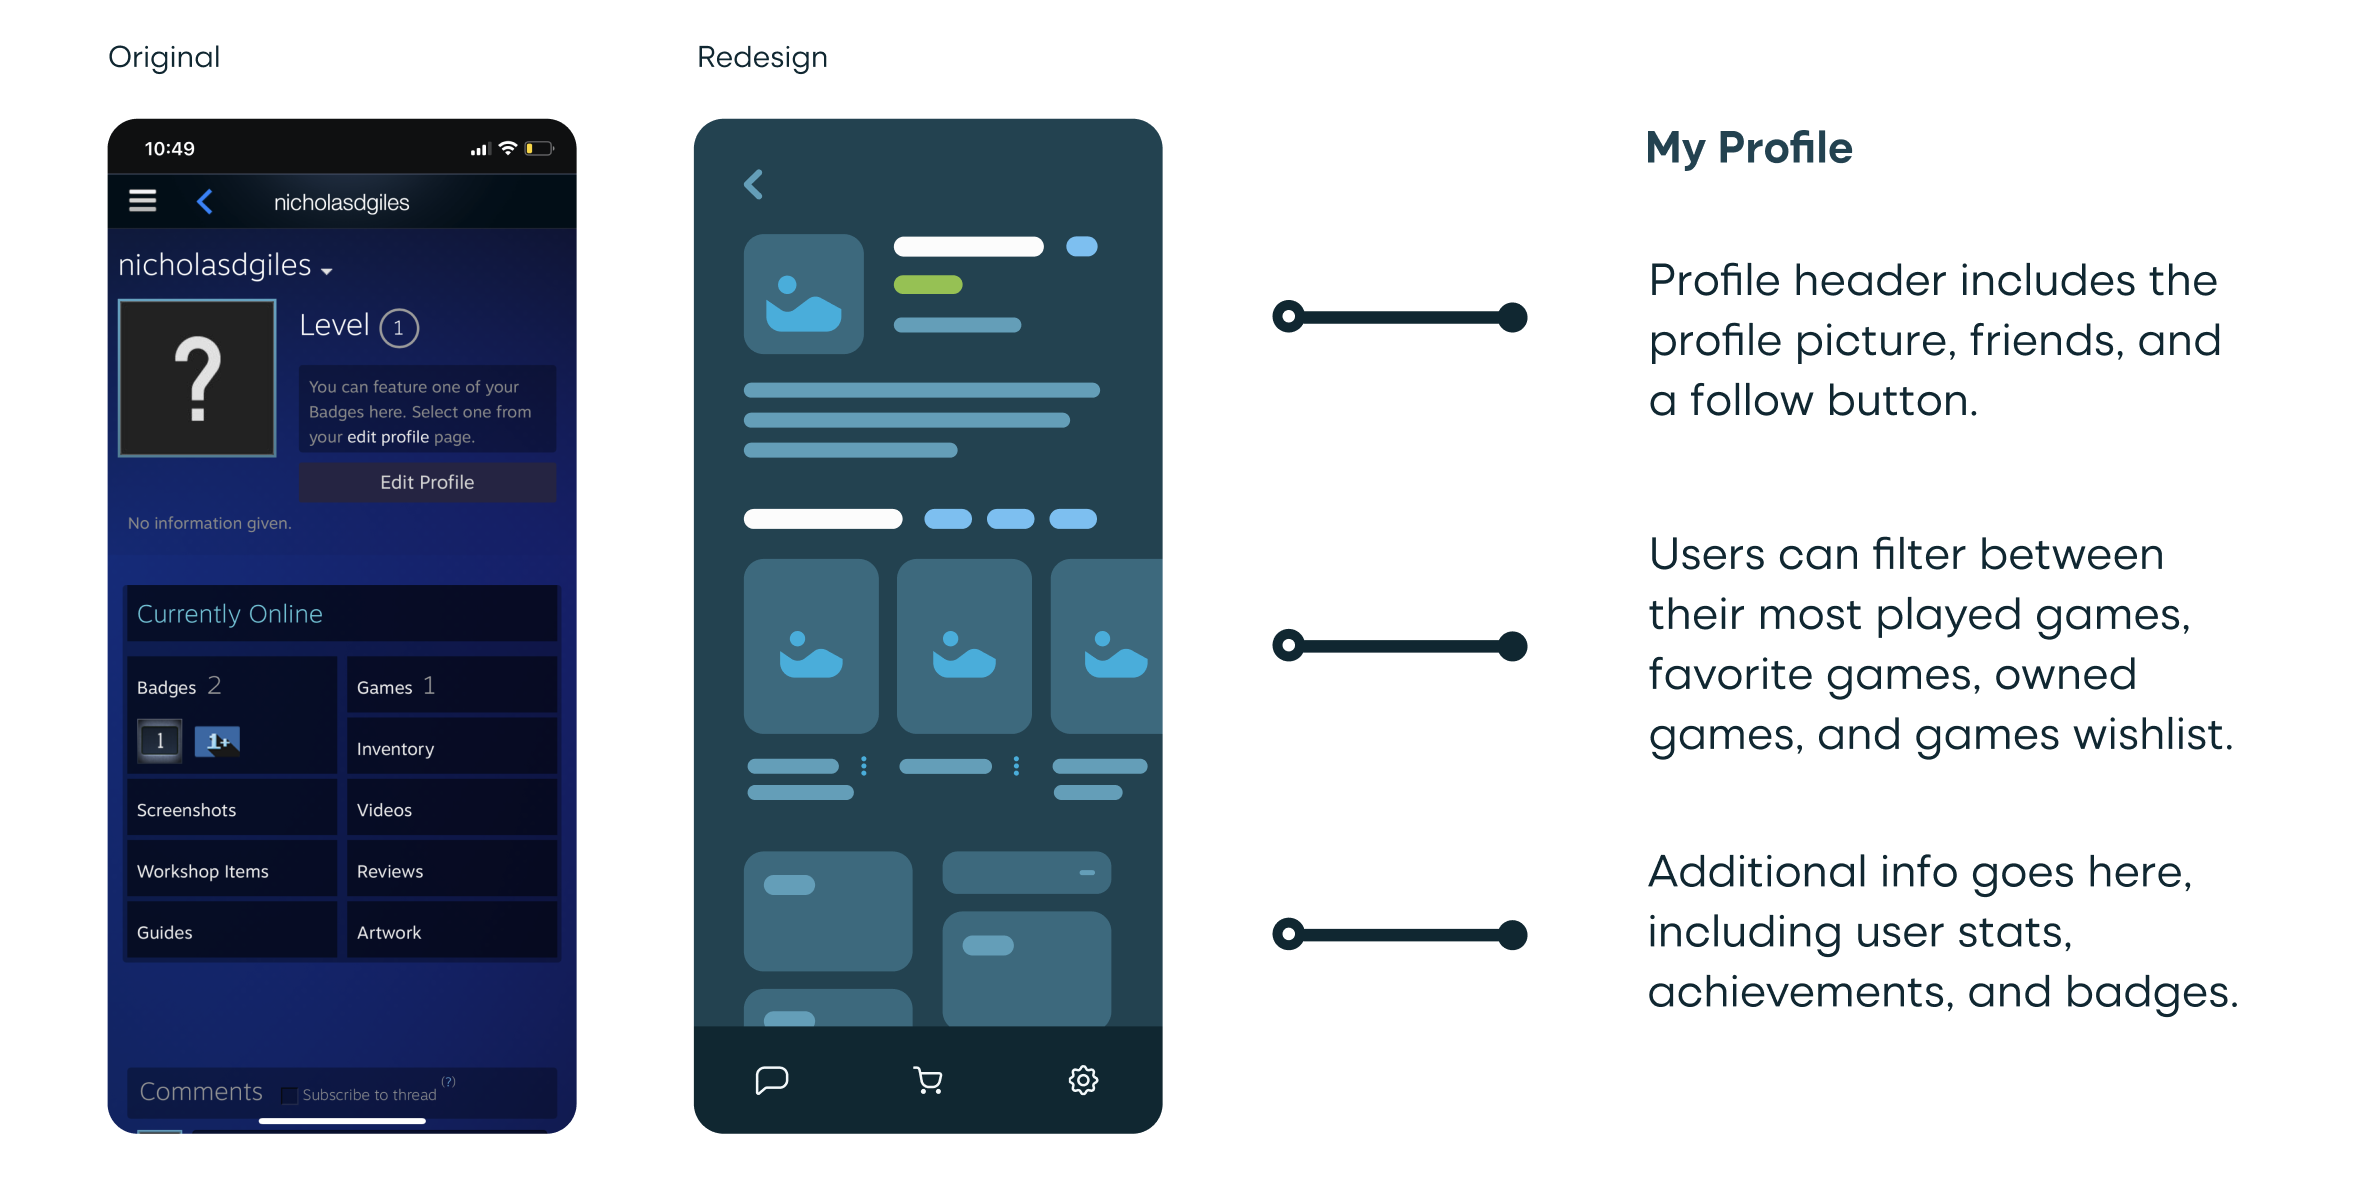 Original
Redesign
10:49
nicholasdgiles
nicholasdgiles
?
Level 1
You can feature one of your
Badges here. Select one from
your edit profile page.
Edit Profile
No information given.
Currently Online
Badges 2
Games 1
1
1+
Inventory
Screenshots
Videos
Workshop Items
Reviews
Guides
Artwork
Comments
Subscribe to thread (?)
My Profile
Profile header includes the
profile picture, friends, and
a follow button.
Users can filter between
their most played games,
favorite games, owned
games, and games wishlist.
Additional info goes here,
including user stats,
achievements, and badges.